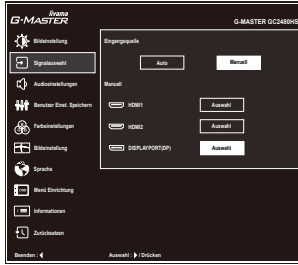 iiyama
G-MASTER
G-MASTER GC2480HS
Bildeinstellung
Eingangsquelle
Auto
Manuell
Signalauswahl
Audioeinstellungen
Manuell
Benutzer Einst. Speichern
HDMI1
Auswahl
Farbeinstellungen
HDMI2
Auswahl
Bildeinstellung
DISPLAYPORT(DP)
Auswahl
Sprache
OSD
Menü Einrichtung
Informationen
Zurücksetzen
Beenden :
Auswahl : / Drücken